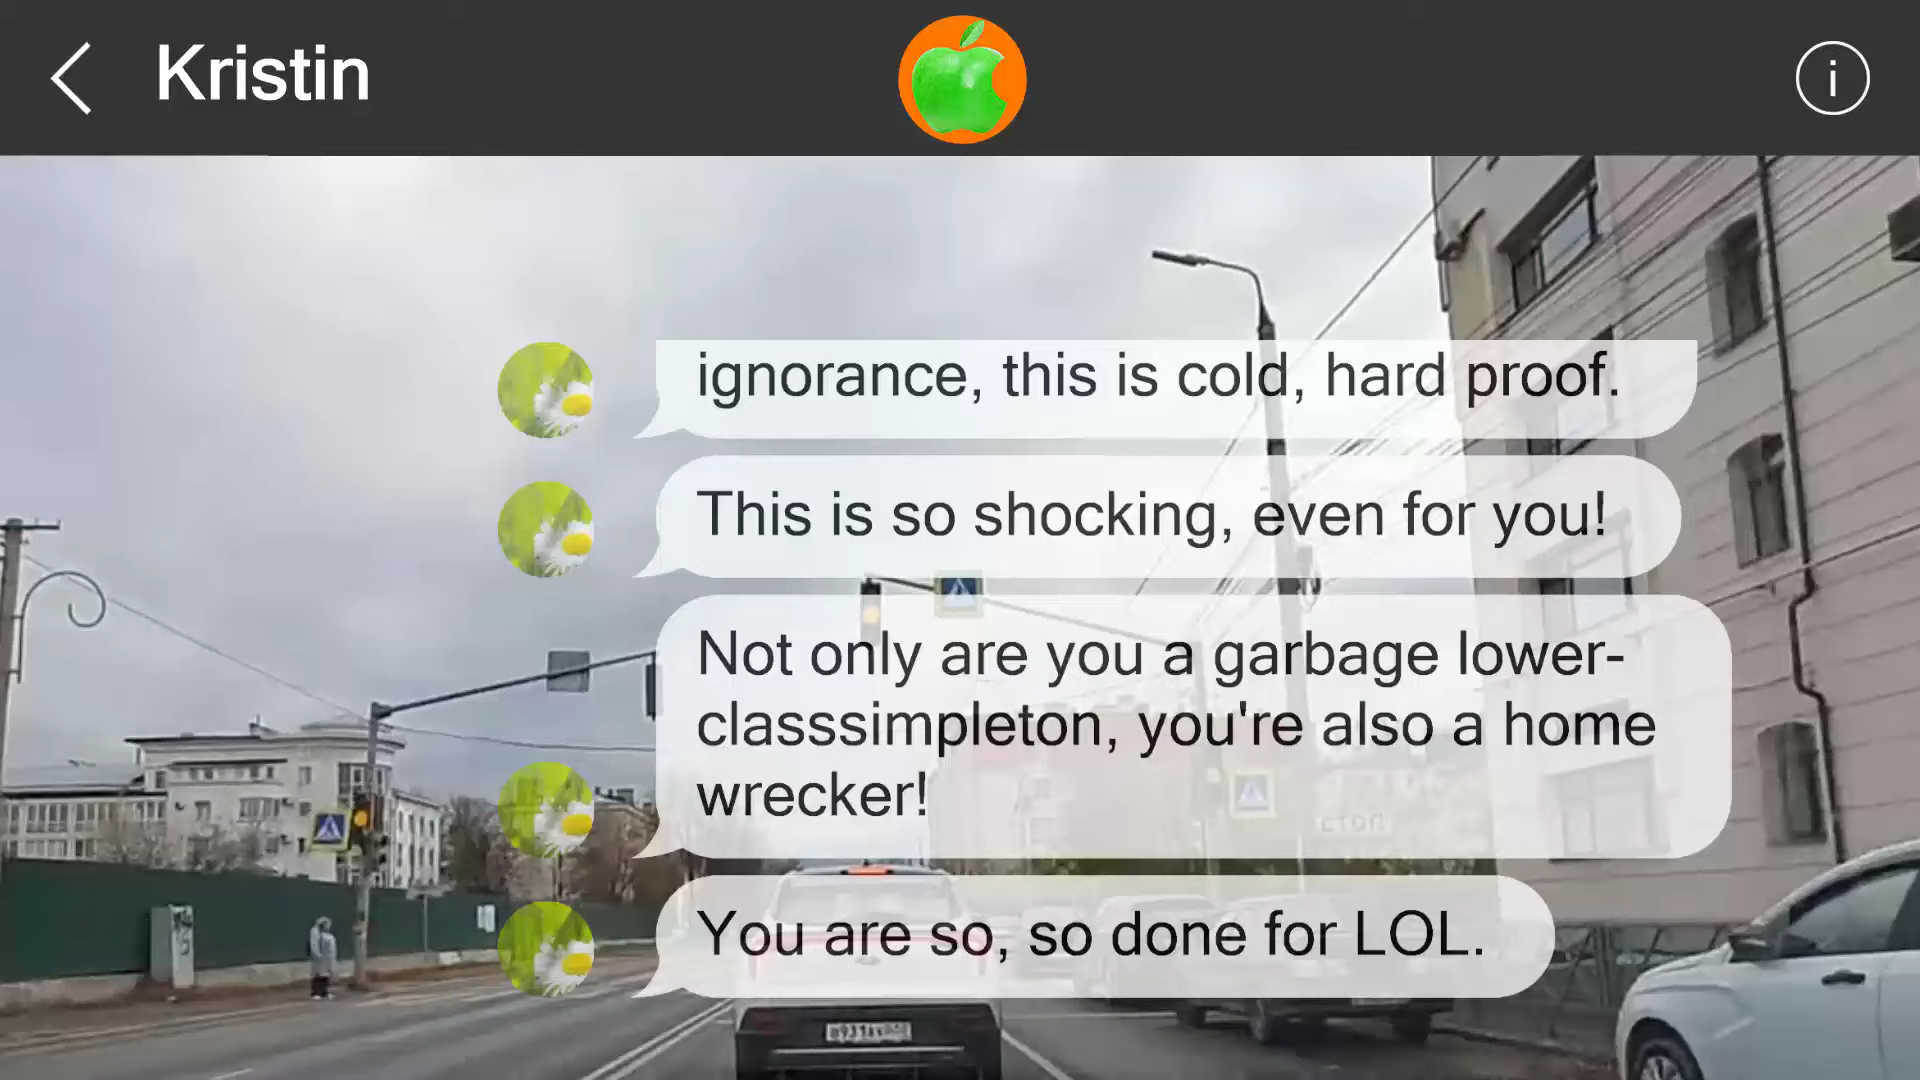 Kristin
i
ignorance, this is cold, hard proof.
This is so shocking, even for you!
Not only are you a garbage lower-
classsimpleton, you're also a home
wrecker!
You are so, so done for LOL.